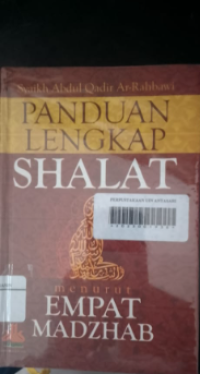 Syaikh Abdul Qadir Ar-Rahbawi
PANDUAN
LENGKAP
SHALAT
menurut
EMPAT
MADZHAB